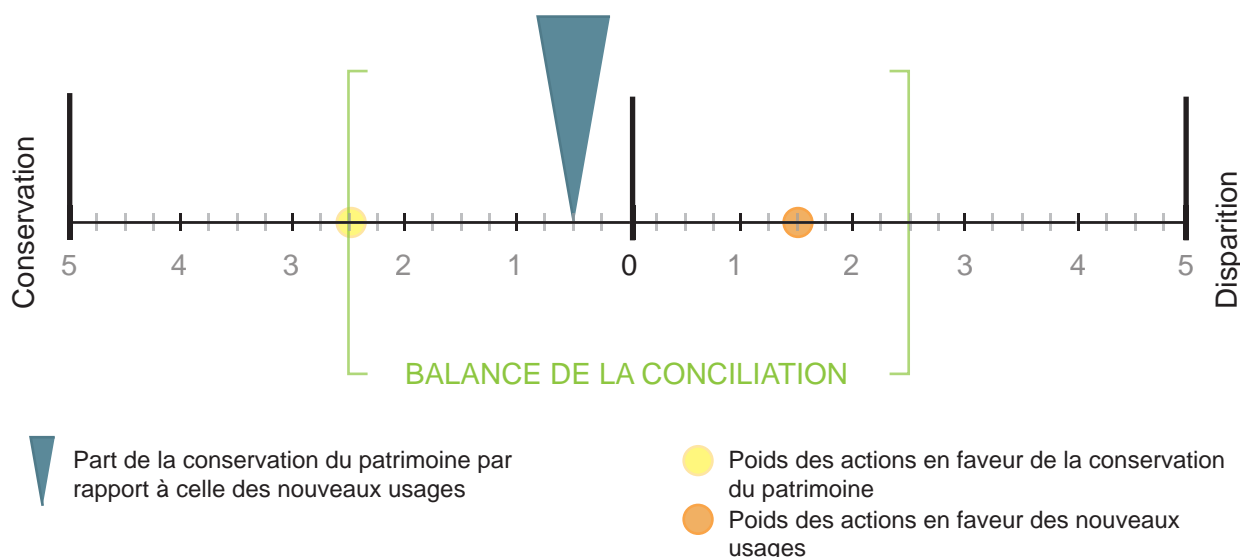 Conservation
5 4 3 2 1 0 1 2 3 4 5
Disparition
BALANCE DE LA CONCILIATION
Part de la conservation du patrimoine par
rapport à celle des nouveaux usages
Poids des actions en faveur de la conservation
du patrimoine
Poids des actions en faveur des nouveaux
usages